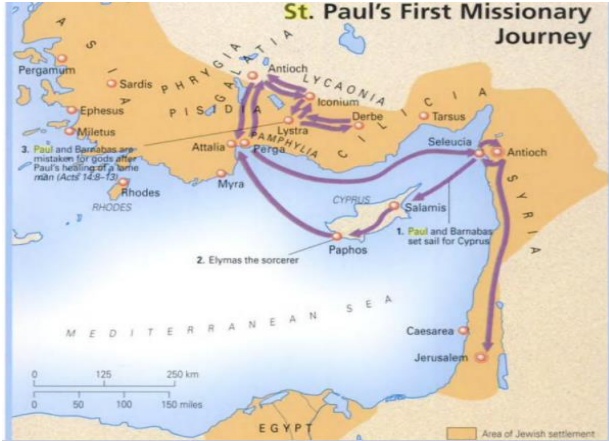 St. Paul's First Missionary
Journey
ASIA
PHRYGIA
GALATIA
LYCAONIA
PISIDIA
PAMPHYLIA
CILICIA
SYRIA
Pergamum
Sardis
Ephesus
Miletus
Antioch
Iconium
Lystra
Derbe
Tarsus
Attalia
Perga
Seleucia
Antioch
3. Paul and Barnabas are
mistaken for gods after
Paul's healing of a lame
man (Acts 14:8–13)
Rhodes
RHODES
Myra
CYPRUS
Salamis
Paphos
1. Paul and Barnabas
set sail for Cyprus
2. Elymas the sorcerer
MEDITERRANEAN SEA
Caesarea
Jerusalem
0 125 250 km
0 50 100 150 miles
EGYPT
Area of Jewish settlement